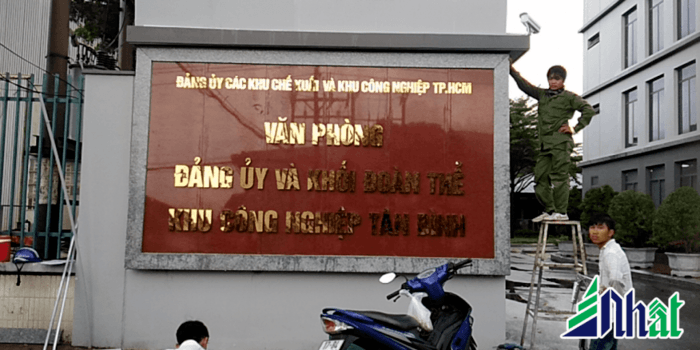 ĐẢNG ỦY CÁC KHU CHẾ XUẤT VÀ KHU CÔNG NGHIỆP TP.HCM
VĂN PHÒNG
ĐẢNG ỦY VÀ KHỐI ĐOÀN THỂ
KHU CÔNG NGHIỆP TÂN BÌNH
Nhất